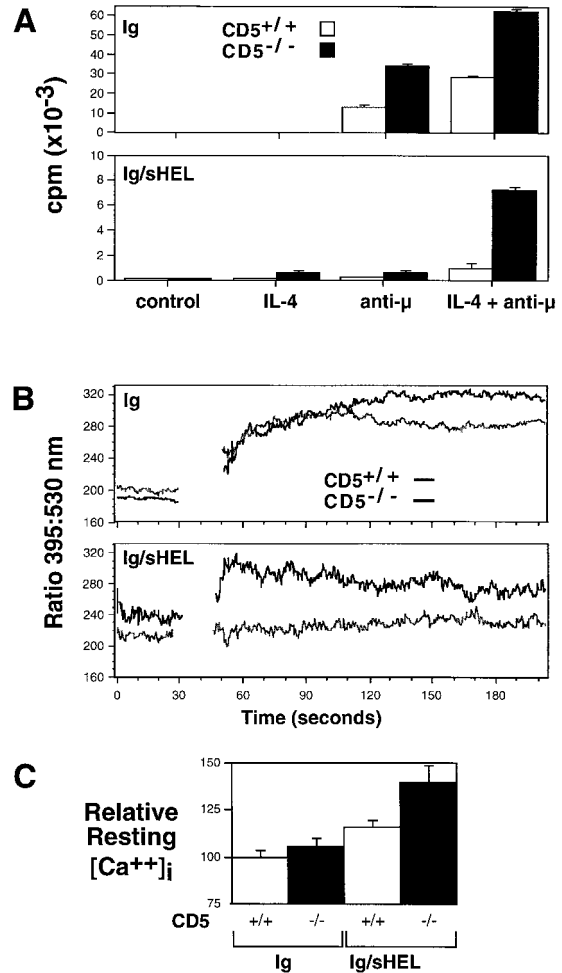 A
Ig
CD5+/+
CD5-/-
60
50
40
30
20
10
0
cpm (x10-3)
Ig/sHEL
10
8
6
4
2
0
control IL-4 anti-µ IL-4 + anti-µ
B
Ig
320
280
240
200
160
CD5+/+
CD5-/-
Ratio 395:530 nm
Ig/sHEL
320
280
240
200
160
0 30 60 90 120 150 180
Time (seconds)
C
150
125
100
75
Relative
Resting
[Ca++]i
CD5 +/+ -/- +/+ -/-
Ig Ig/sHEL